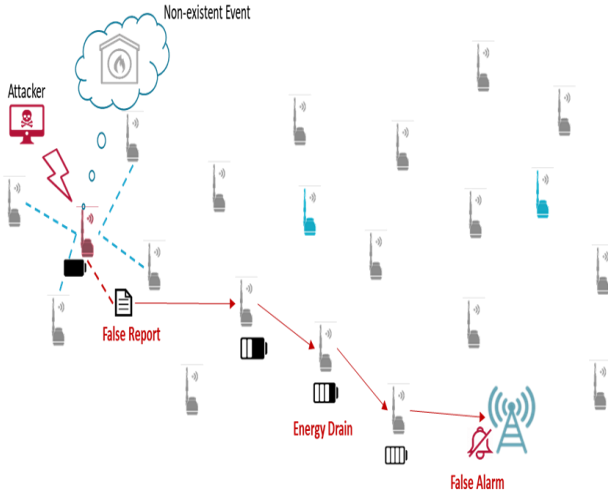 Non-existent Event
Attacker
False Report
Energy Drain
False Alarm